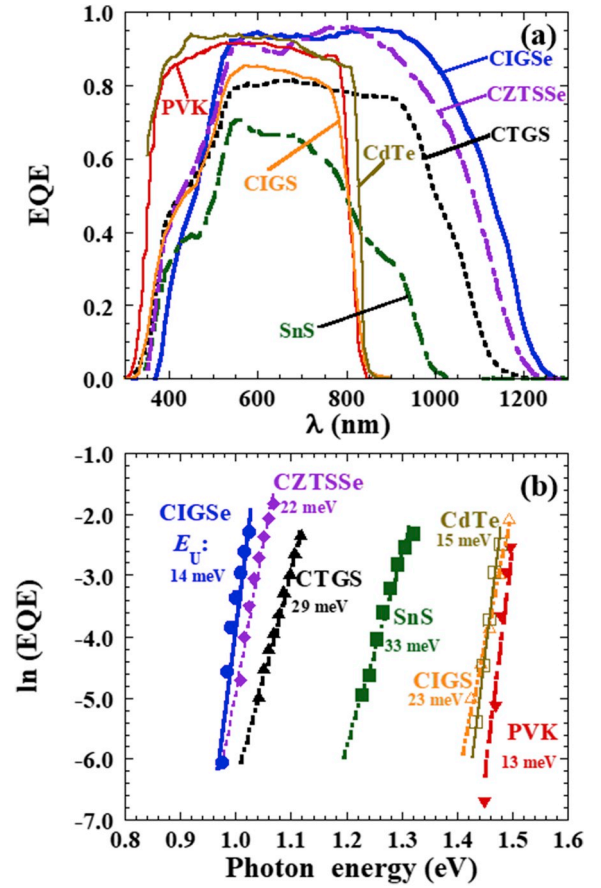 (a)
1.0
0.8
0.6
0.4
0.2
0.0
EQE
CIGSe
CZTSSe
PVK
CTGS
CdTe
CIGS
SnS
400 600 800 1000 1200
λ (nm)
(b)
-1.0
-2.0
-3.0
-4.0
-5.0
-6.0
-7.0
ln (EQE)
CZTSSe
22 meV
CIGSe
EU:
14 meV
CdTe
15 meV
CTGS
29 meV
SnS
33 meV
CIGS
23 meV
PVK
13 meV
0.8 0.9 1.0 1.1 1.2 1.3 1.4 1.5 1.6
Photon energy (eV)